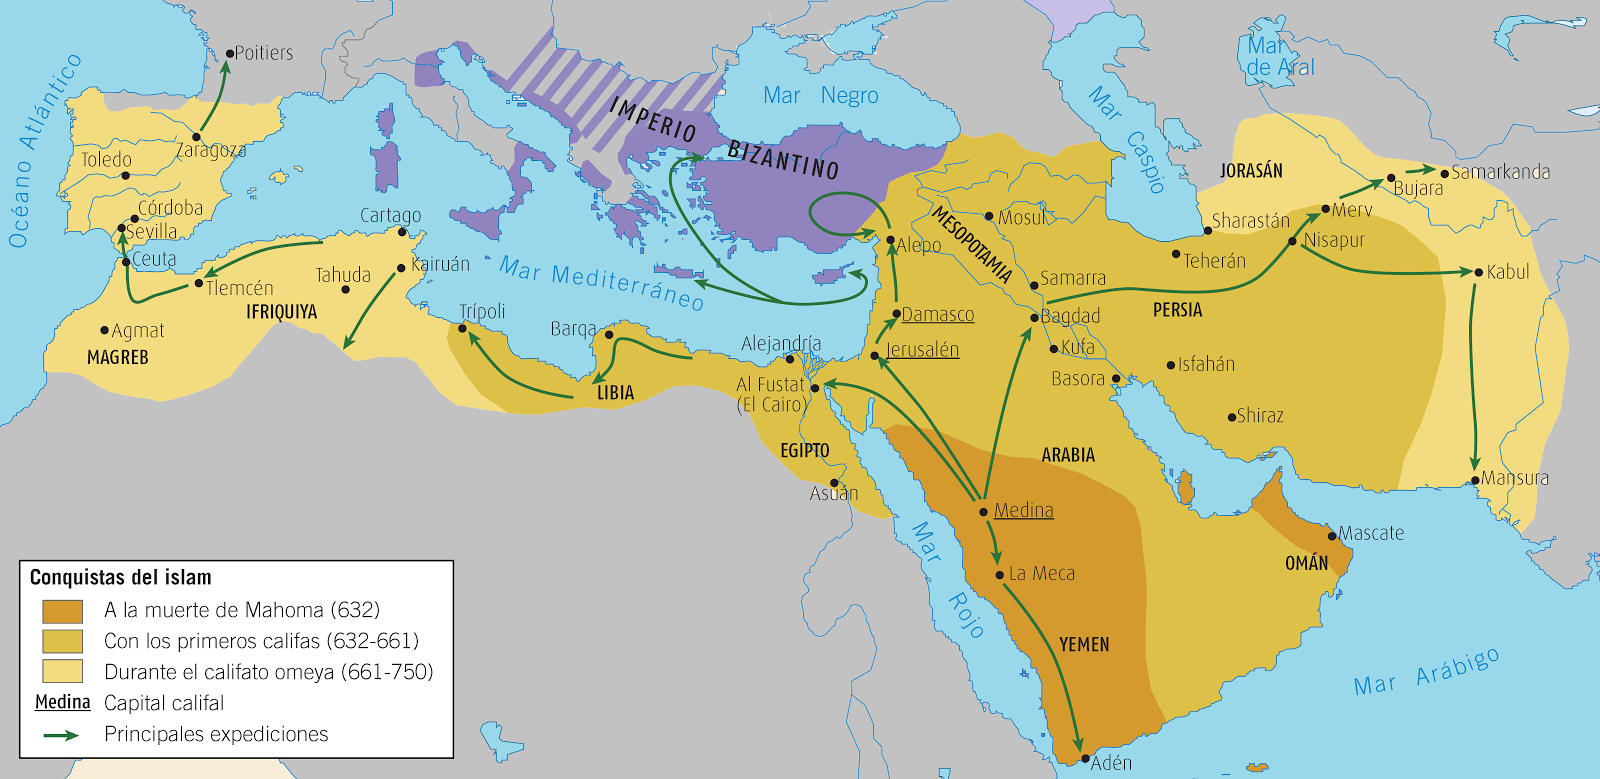 Poitiers
Océano Atlántico
Zaragoza
Toledo
Córdoba
Sevilla
Ceuta
Tlemcén
Agmat
MAGREB
IFRIQUIYA
Tahuda
Cartago
Kairuán
Trípoli
Barqa
LIBIA
Mar Mediterráneo
IMPERIO
BIZANTINO
Mar Negro
Mar Caspio
Mar
de Aral
JORASÁN
Samarkanda
Bujara
Merv
Sharastán
Nisapur
Teherán
Kabul
Mansura
PERSIA
Isfahán
Shiraz
MESOPOTAMIA
Mosul
Samarra
Bagdad
Kufa
Basora
Alepo
Damasco
Jerusalén
Alejandría
Al Fustat
(El Cairo)
EGIPTO
Asuán
ARABIA
Medina
La Meca
YEMEN
Adén
Mar Rojo
OMÁN
Mascate
Mar Arábigo
Conquistas del islam
A la muerte de Mahoma (632)
Con los primeros califas (632-661)
Durante el califato omeya (661-750)
Medina Capital califal
Principales expediciones